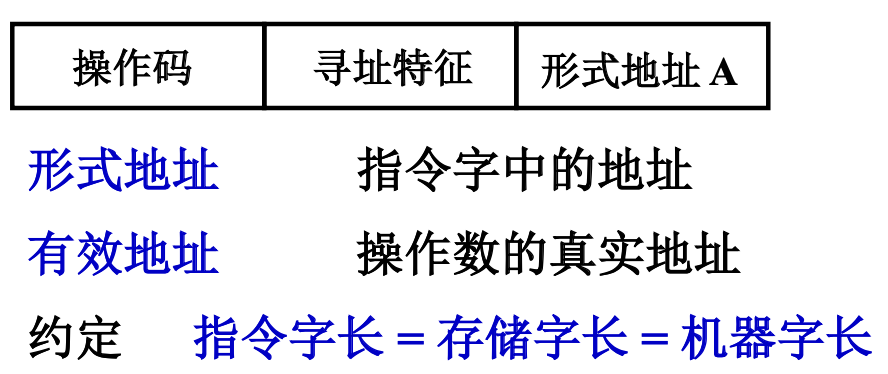 操作码 寻址特征 形式地址 A
形式地址 指令字中的地址
有效地址 操作数的真实地址
约定 指令字长 = 存储字长 = 机器字长